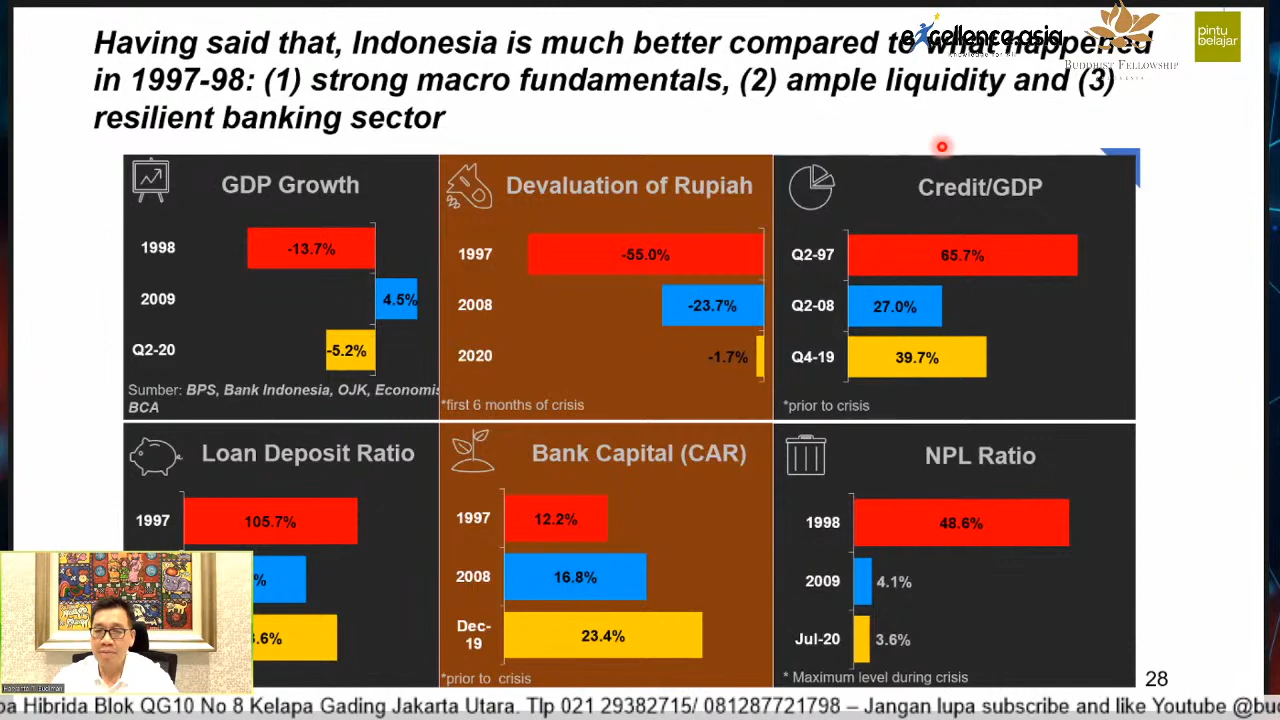 Having said that, Indonesia is much better compared to what happened
in 1997-98: (1) strong macro fundamentals, (2) ample liquidity and (3)
resilient banking sector
excellence asia
BUDDHIST FELLOWSHIP
pintu
belajar
GDP Growth
1998
-13.7%
2009
4.5%
Q2-20
-5.2%
Sumber: BPS, Bank Indonesia, OJK, Economis
BCA
Devaluation of Rupiah
1997
-55.0%
2008
-23.7%
2020
-1.7%
*first 6 months of crisis
Credit/GDP
Q2-97
65.7%
Q2-08
27.0%
Q4-19
39.7%
*prior to crisis
Loan Deposit Ratio
1997
105.7%
%
.6%
Bank Capital (CAR)
1997
12.2%
2008
16.8%
Dec-
19
23.4%
*prior to crisis
NPL Ratio
1998
48.6%
2009
4.1%
Jul-20
3.6%
* Maximum level during crisis
28
pa Hibrida Blok QG10 No 8 Kelapa Gading Jakarta Utara. Tlp 021 29382715/ 081287721798 – Jangan lupa subscribe and like Youtube @bud